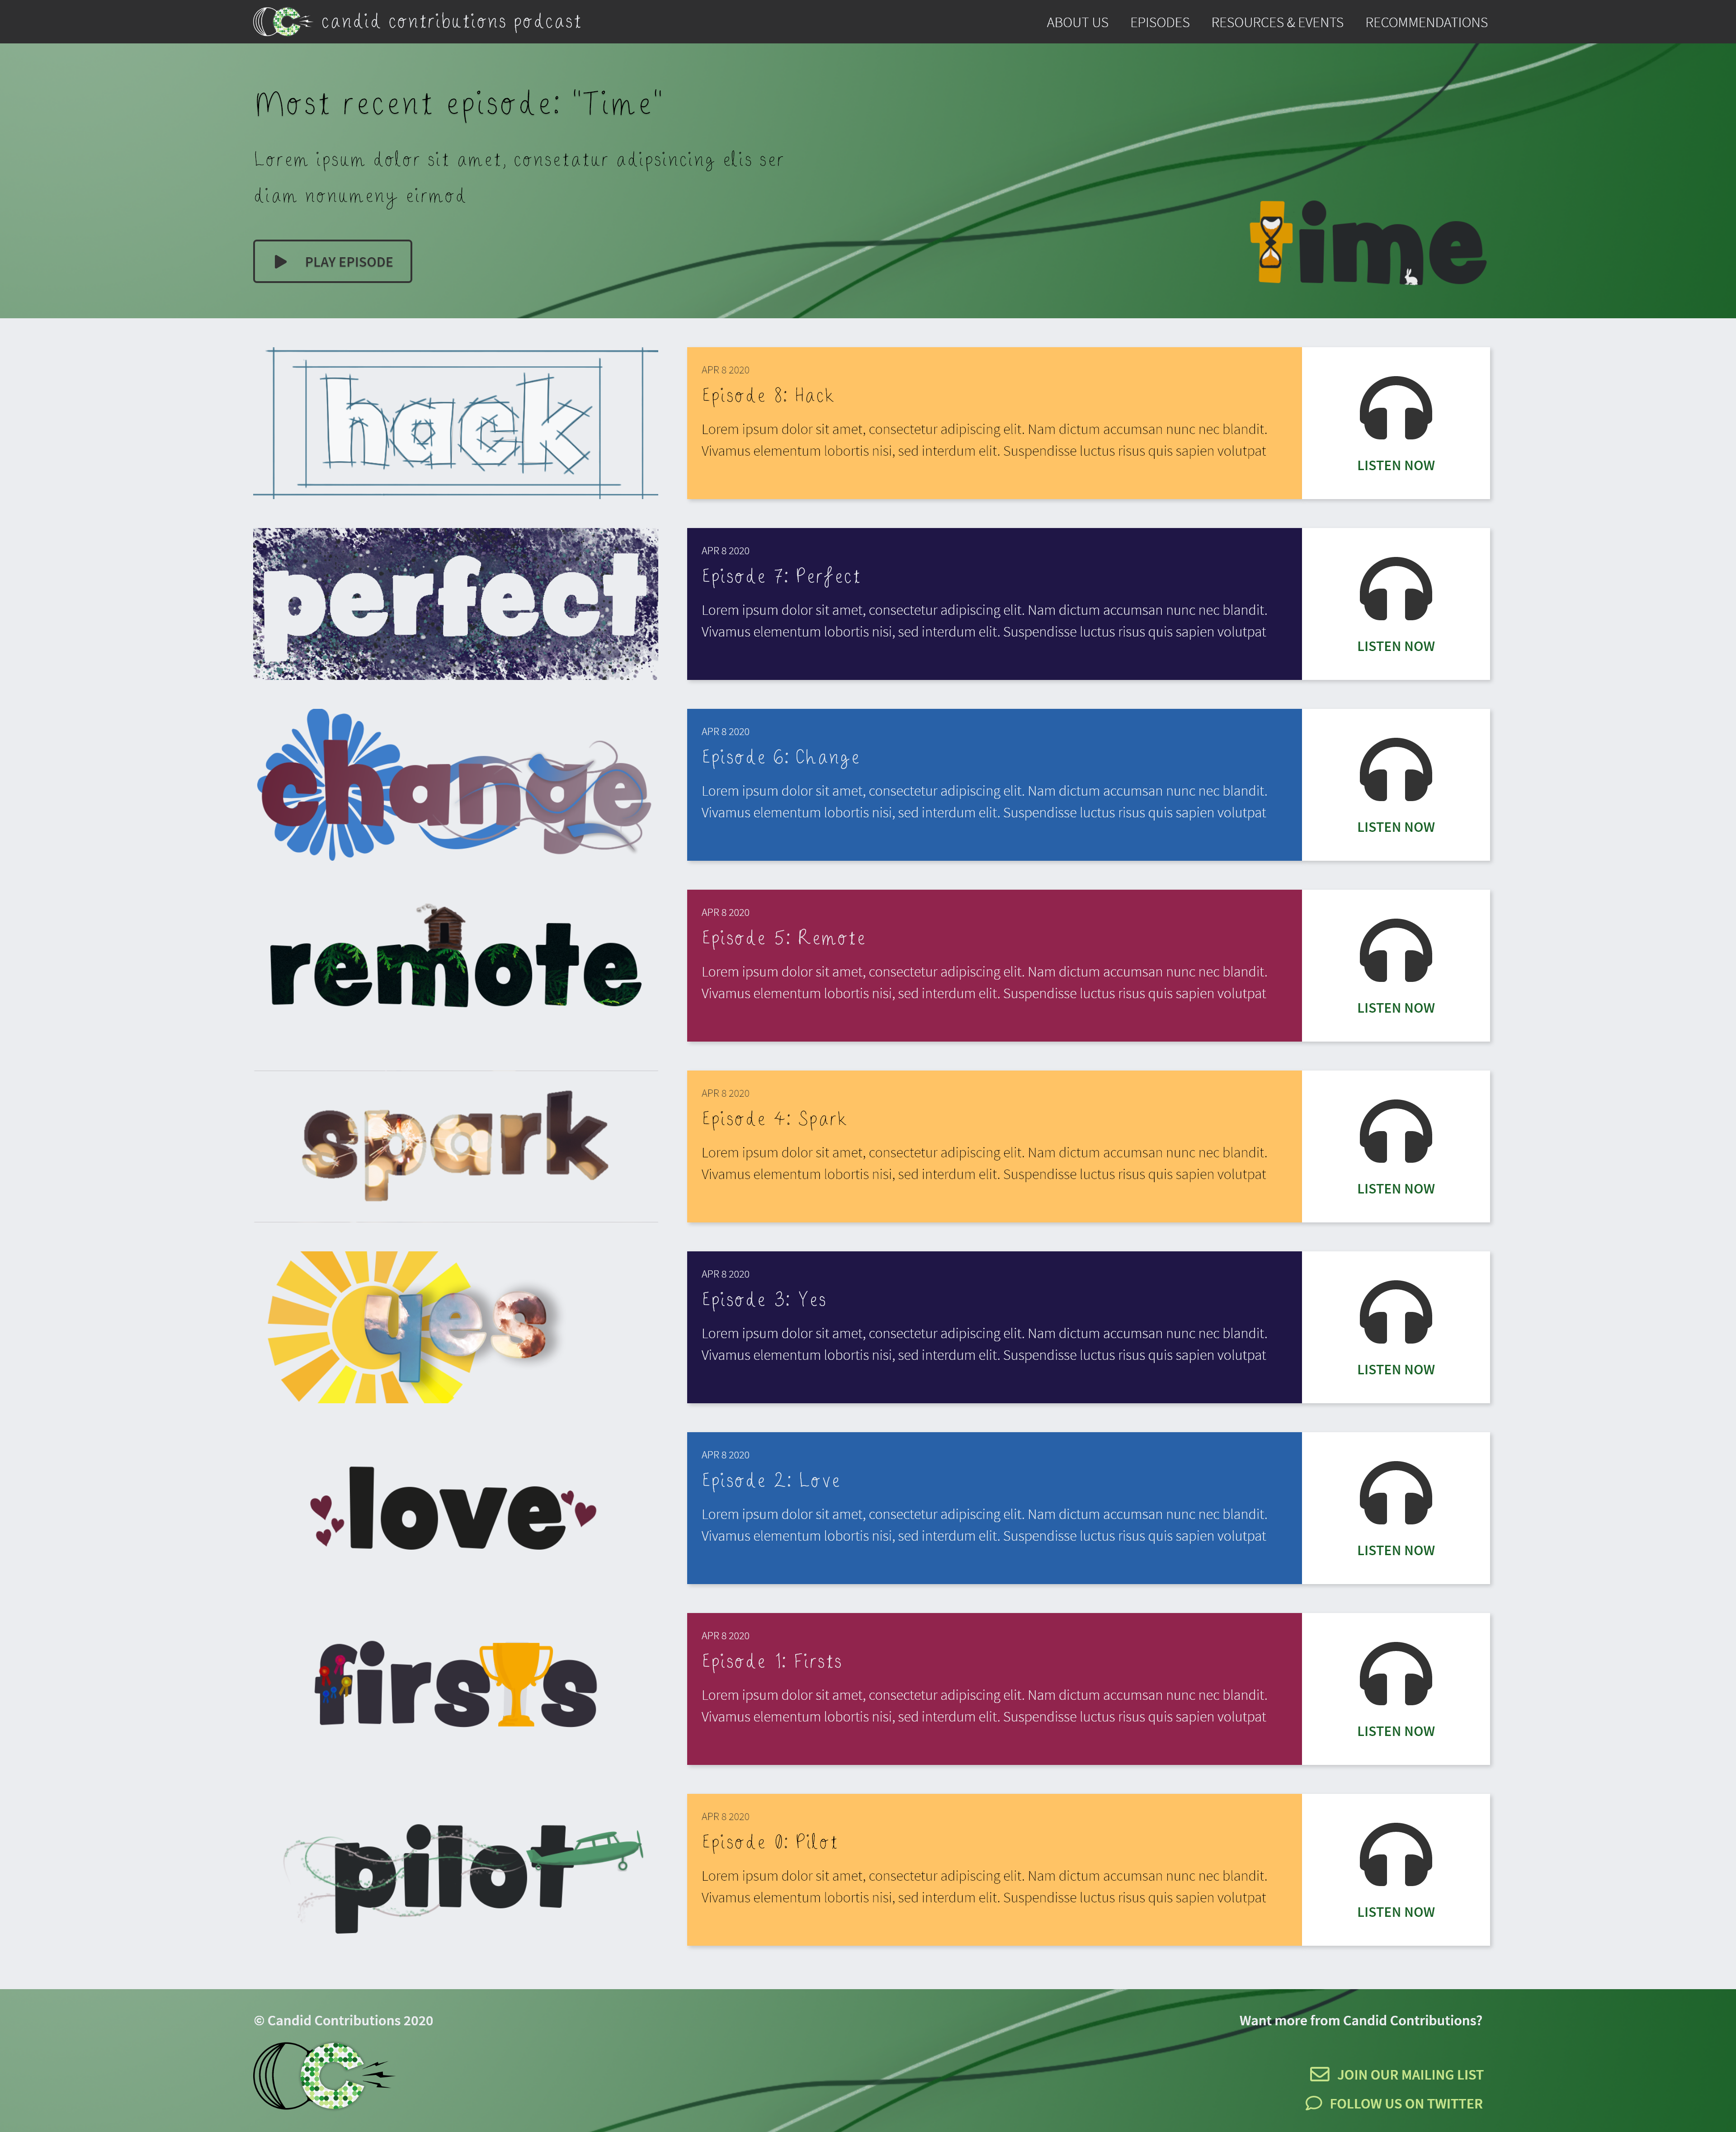 candid contributions podcast
ABOUT US EPISODES RESOURCES & EVENTS RECOMMENDATIONS
Most recent episode: "Time"
Lorem ipsum dolor sit amet, consetatur adipsincing elis ser
diam nonumeny eirmod
PLAY EPISODE
time
hack
APR 8 2020
Episode 8: Hack
Lorem ipsum dolor sit amet, consectetur adipiscing elit. Nam dictum accumsan nunc nec blandit.
Vivamus elementum lobortis nisi, sed interdum elit. Suspendisse luctus risus quis sapien volutpat
LISTEN NOW
perfect
APR 8 2020
Episode 7: Perfect
Lorem ipsum dolor sit amet, consectetur adipiscing elit. Nam dictum accumsan nunc nec blandit.
Vivamus elementum lobortis nisi, sed interdum elit. Suspendisse luctus risus quis sapien volutpat
LISTEN NOW
change
APR 8 2020
Episode 6: Change
Lorem ipsum dolor sit amet, consectetur adipiscing elit. Nam dictum accumsan nunc nec blandit.
Vivamus elementum lobortis nisi, sed interdum elit. Suspendisse luctus risus quis sapien volutpat
LISTEN NOW
remote
APR 8 2020
Episode 5: Remote
Lorem ipsum dolor sit amet, consectetur adipiscing elit. Nam dictum accumsan nunc nec blandit.
Vivamus elementum lobortis nisi, sed interdum elit. Suspendisse luctus risus quis sapien volutpat
LISTEN NOW
spark
APR 8 2020
Episode 4: Spark
Lorem ipsum dolor sit amet, consectetur adipiscing elit. Nam dictum accumsan nunc nec blandit.
Vivamus elementum lobortis nisi, sed interdum elit. Suspendisse luctus risus quis sapien volutpat
LISTEN NOW
yes
APR 8 2020
Episode 3: Yes
Lorem ipsum dolor sit amet, consectetur adipiscing elit. Nam dictum accumsan nunc nec blandit.
Vivamus elementum lobortis nisi, sed interdum elit. Suspendisse luctus risus quis sapien volutpat
LISTEN NOW
love
APR 8 2020
Episode 2: Love
Lorem ipsum dolor sit amet, consectetur adipiscing elit. Nam dictum accumsan nunc nec blandit.
Vivamus elementum lobortis nisi, sed interdum elit. Suspendisse luctus risus quis sapien volutpat
LISTEN NOW
firsts
APR 8 2020
Episode 1: Firsts
Lorem ipsum dolor sit amet, consectetur adipiscing elit. Nam dictum accumsan nunc nec blandit.
Vivamus elementum lobortis nisi, sed interdum elit. Suspendisse luctus risus quis sapien volutpat
LISTEN NOW
pilot
APR 8 2020
Episode 0: Pilot
Lorem ipsum dolor sit amet, consectetur adipiscing elit. Nam dictum accumsan nunc nec blandit.
Vivamus elementum lobortis nisi, sed interdum elit. Suspendisse luctus risus quis sapien volutpat
LISTEN NOW
© Candid Contributions 2020
Want more from Candid Contributions?
JOIN OUR MAILING LIST
FOLLOW US ON TWITTER